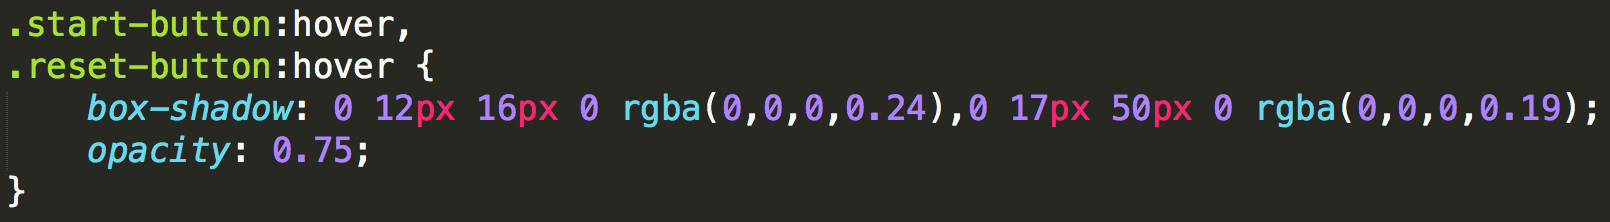 .start-button:hover,
.reset-button:hover {
    box-shadow: 0 12px 16px 0 rgba(0,0,0,0.24),0 17px 50px 0 rgba(0,0,0,0.19);
    opacity: 0.75;
}